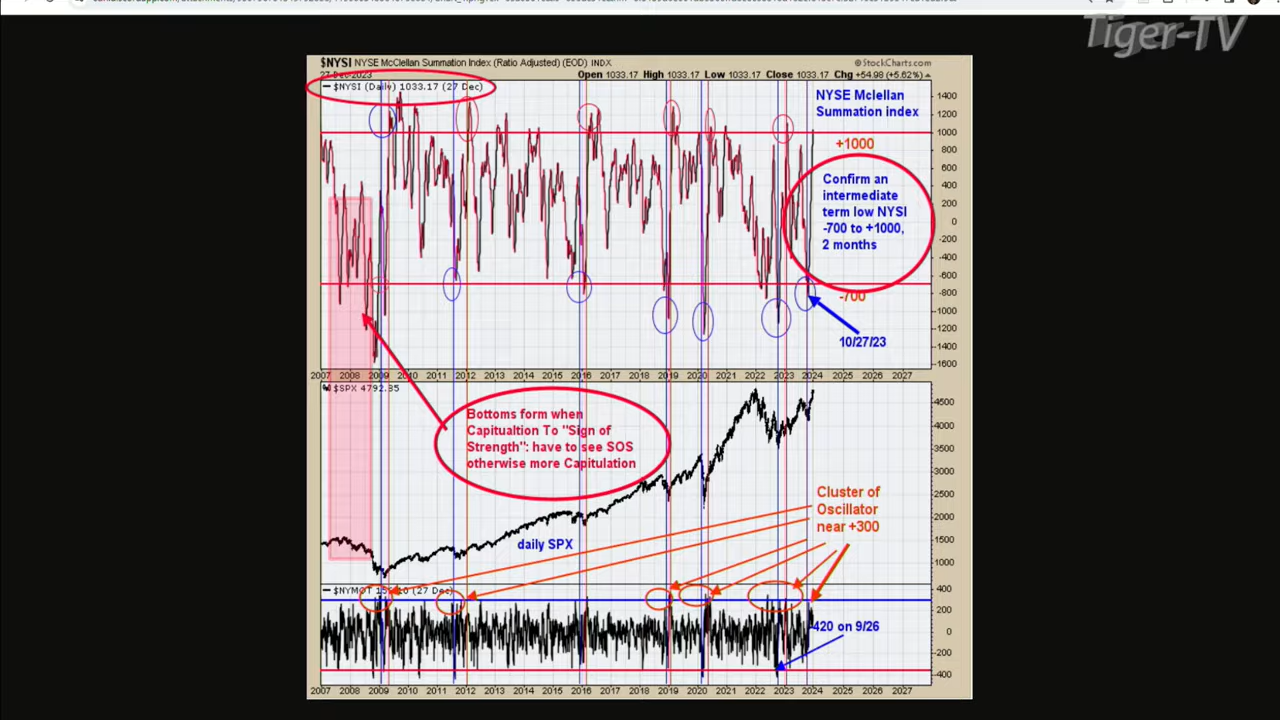 Tiger-TV
$NYSI NYSE McClellan Summation Index (Ratio Adjusted) (EOD) INDX
©StockCharts.com
27-Dec-2023
Open 1033.17 High 1033.17 Low 1033.17 Close 1033.17 Chg +54.98 (+5.62%)
$NYSI (Daily) 1033.17 (27 Dec)
NYSE Mclellan
Summation index
+1000
Confirm an
intermediate
term low NYSI
-700 to +1000,
2 months
-700
10/27/23
1400
1200
1000
800
600
400
200
0
-200
-400
-600
-800
-1000
-1200
-1400
-1600
2007 2008 2009 2010 2011 2012 2013 2014 2015 2016 2017 2018 2019 2020 2021 2022 2023 2024 2025 2026 2027
$SPX 4792.85
Bottoms form when
Capitualtion To "Sign of
Strength": have to see SOS
otherwise more Capitulation
daily SPX
Cluster of
Oscillator
near +300
4500
4000
3500
3000
2500
2000
1500
1000
$NYMOT
(27 Dec)
-420 on 9/26
400
200
0
-200
-400
2007 2008 2009 2010 2011 2012 2013 2014 2015 2016 2017 2018 2019 2020 2021 2022 2023 2024 2025 2026 2027